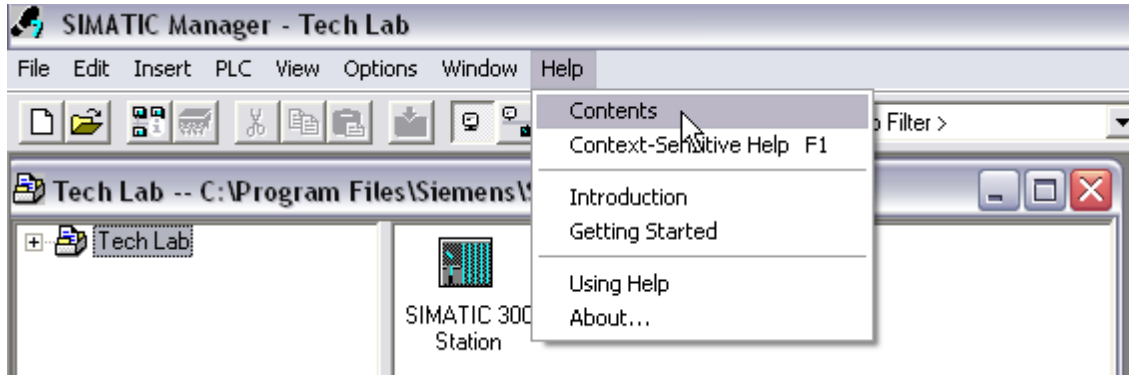 SIMATIC Manager - Tech Lab
File Edit Insert PLC View Options Window Help
Filter >
Contents
Context-Sensitive Help F1
Introduction
Getting Started
Using Help
About...
Tech Lab -- C:\Program Files\Siemens\
Tech Lab
SIMATIC 300
Station